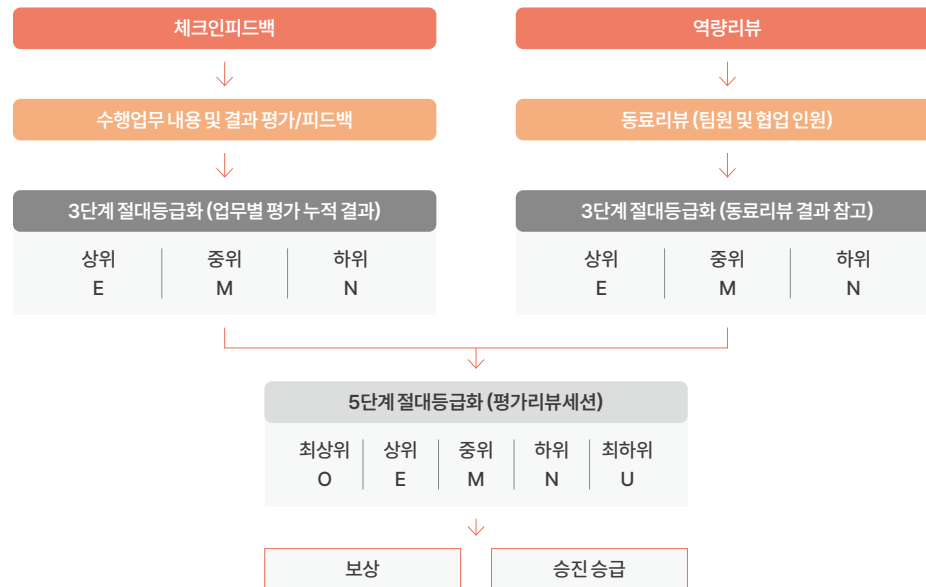 체크인피드백
역량리뷰
수행업무 내용 및 결과 평가/피드백
동료리뷰 (팀원 및 협업 인원)
3단계 절대등급화 (업무별 평가 누적 결과)
3단계 절대등급화 (동료리뷰 결과 참고)
상위 중위 하위
E M N
상위 중위 하위
E M N
5단계 절대등급화 (평가리뷰세션)
최상위 상위 중위 하위 최하위
O E M N U
보상
승진 승급